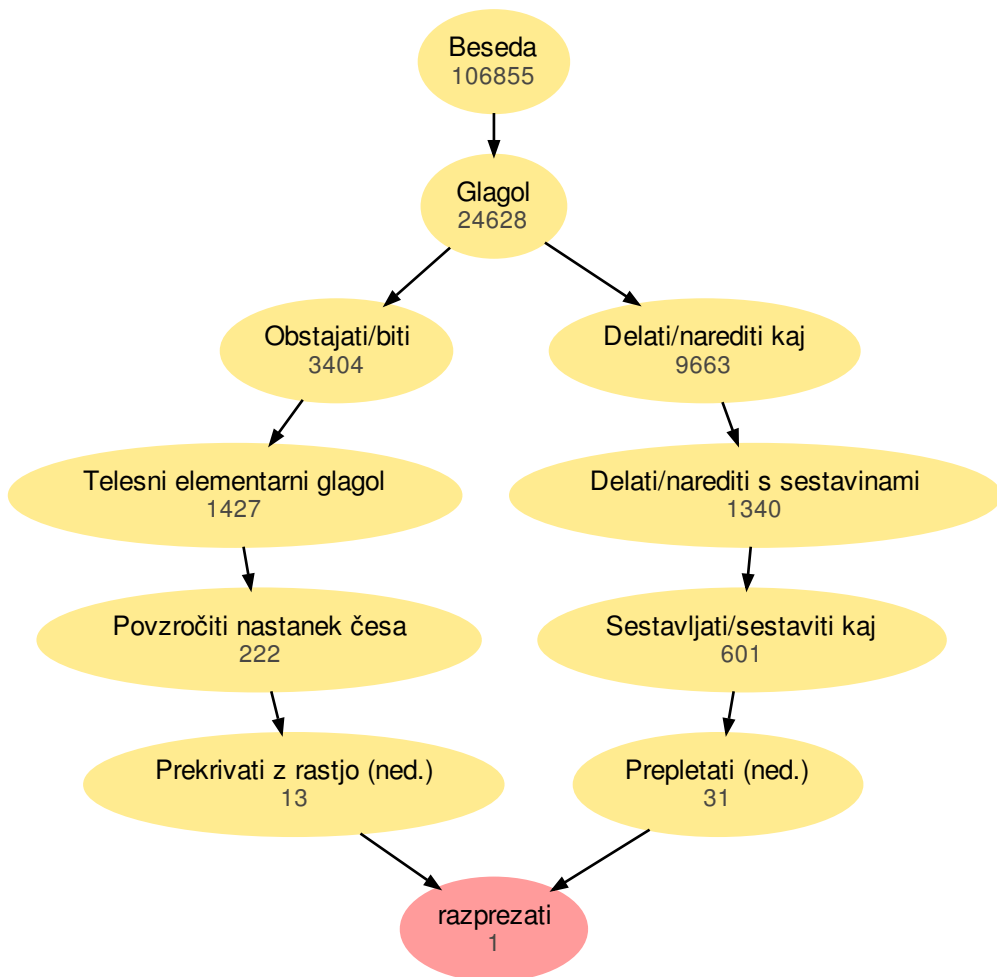 Beseda
106855
Glagol
24628
Obstajati/biti
3404
Delati/narediti kaj
9663
Telesni elementarni glagol
1427
Delati/narediti s sestavinami
1340
Povzročiti nastanek česa
222
Sestavljati/sestaviti kaj
601
Prekrivati z rastjo (ned.)
13
Prepletati (ned.)
31
razprezati
1